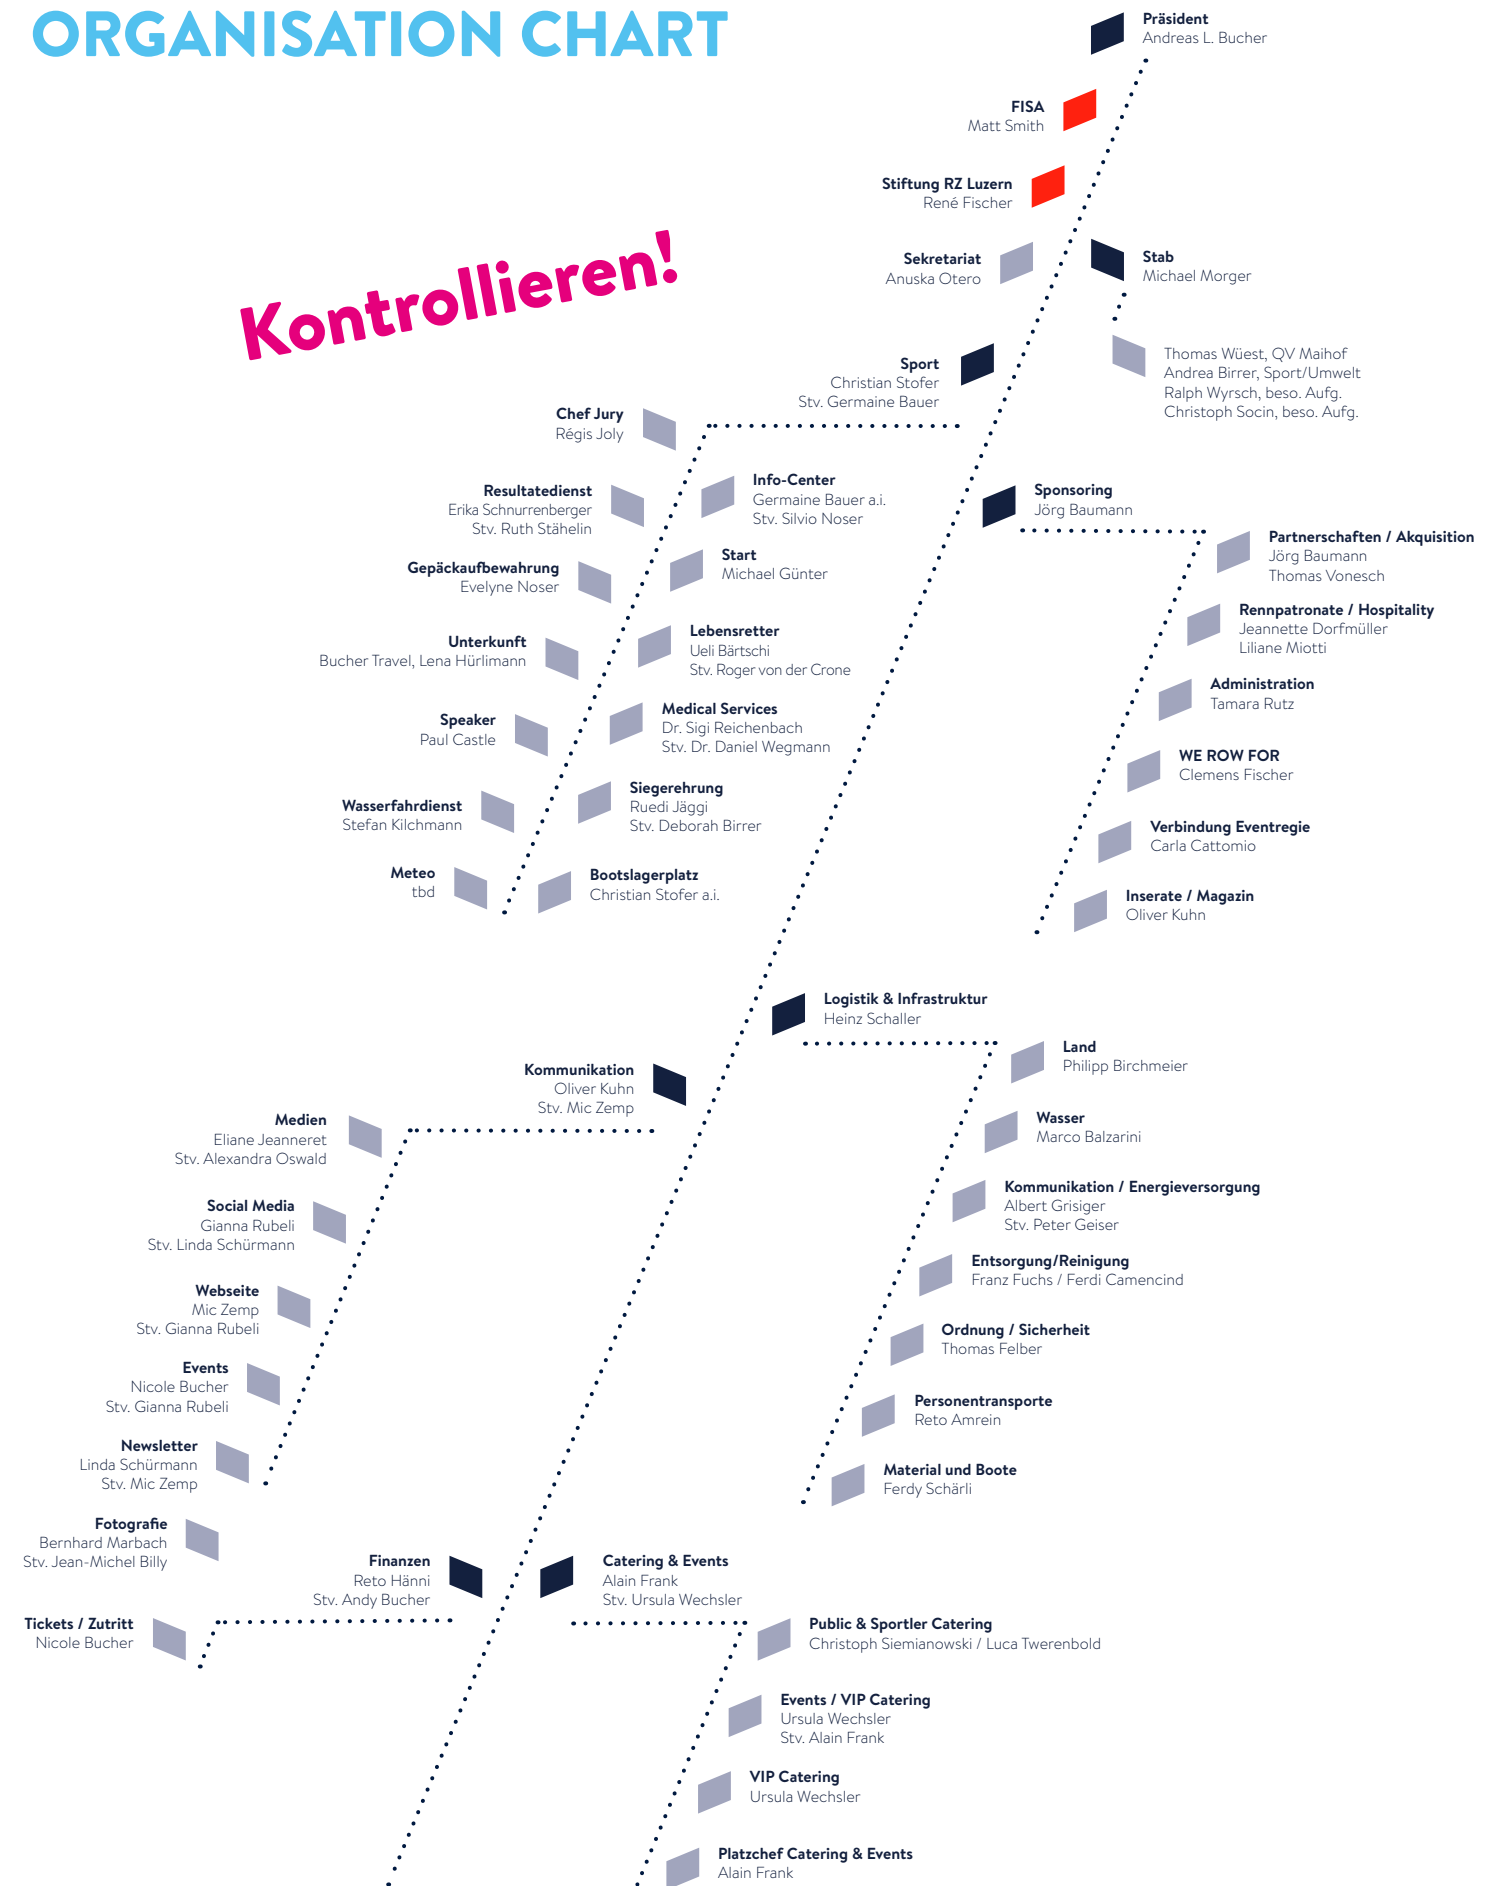 ORGANISATION CHART
Präsident
Andreas L. Bucher
FISA
Matt Smith
Stiftung RZ Luzern
René Fischer
Sekretariat
Anuska Otero
Stab
Michael Morger
Thomas Wüest, QV Maihof
Andrea Birrer, Sport/Umwelt
Ralph Wyrsch, beso. Aufg.
Christoph Socin, beso. Aufg.
Kontrollieren!
Sport
Christian Stofer
Stv. Germaine Bauer
Chef Jury
Régis Joly
Resultatedienst
Erika Schnurrenberger
Stv. Ruth Stähelin
Gepäckaufbewahrung
Evelyne Noser
Unterkunft
Bucher Travel, Lena Hürlimann
Speaker
Paul Castle
Wasserfahrdienst
Stefan Kilchmann
Meteo
tbd
Info-Center
Germaine Bauer a.i.
Stv. Silvio Noser
Start
Michael Günter
Lebensretter
Ueli Bärtschi
Stv. Roger von der Crone
Medical Services
Dr. Sigi Reichenbach
Stv. Dr. Daniel Wegmann
Siegerehrung
Ruedi Jäggi
Stv. Deborah Birrer
Bootslagerplatz
Christian Stofer a.i.
Sponsoring
Jörg Baumann
Partnerschaften / Akquisition
Jörg Baumann
Thomas Vonesch
Rennpatronate / Hospitality
Jeannette Dorfmüller
Liliane Miotti
Administration
Tamara Rutz
WE ROW FOR
Clemens Fischer
Verbindung Eventregie
Carla Cattomio
Inserate / Magazin
Oliver Kuhn
Logistik & Infrastruktur
Heinz Schaller
Land
Philipp Birchmeier
Wasser
Marco Balzarini
Kommunikation / Energieversorgung
Albert Grisiger
Stv. Peter Geiser
Entsorgung/Reinigung
Franz Fuchs / Ferdi Camencind
Ordnung / Sicherheit
Thomas Felber
Personentransporte
Reto Amrein
Material und Boote
Ferdy Schärli
Kommunikation
Oliver Kuhn
Stv. Mic Zemp
Medien
Eliane Jeanneret
Stv. Alexandra Oswald
Social Media
Gianna Rubeli
Stv. Linda Schürmann
Webseite
Mic Zemp
Stv. Gianna Rubeli
Events
Nicole Bucher
Stv. Gianna Rubeli
Newsletter
Linda Schürmann
Stv. Mic Zemp
Fotografie
Bernhard Marbach
Stv. Jean-Michel Billy
Finanzen
Reto Hänni
Stv. Andy Bucher
Tickets / Zutritt
Nicole Bucher
Catering & Events
Alain Frank
Stv. Ursula Wechsler
Public & Sportler Catering
Christoph Siemianowski / Luca Twerenbold
Events / VIP Catering
Ursula Wechsler
Stv. Alain Frank
VIP Catering
Ursula Wechsler
Platzchef Catering & Events
Alain Frank